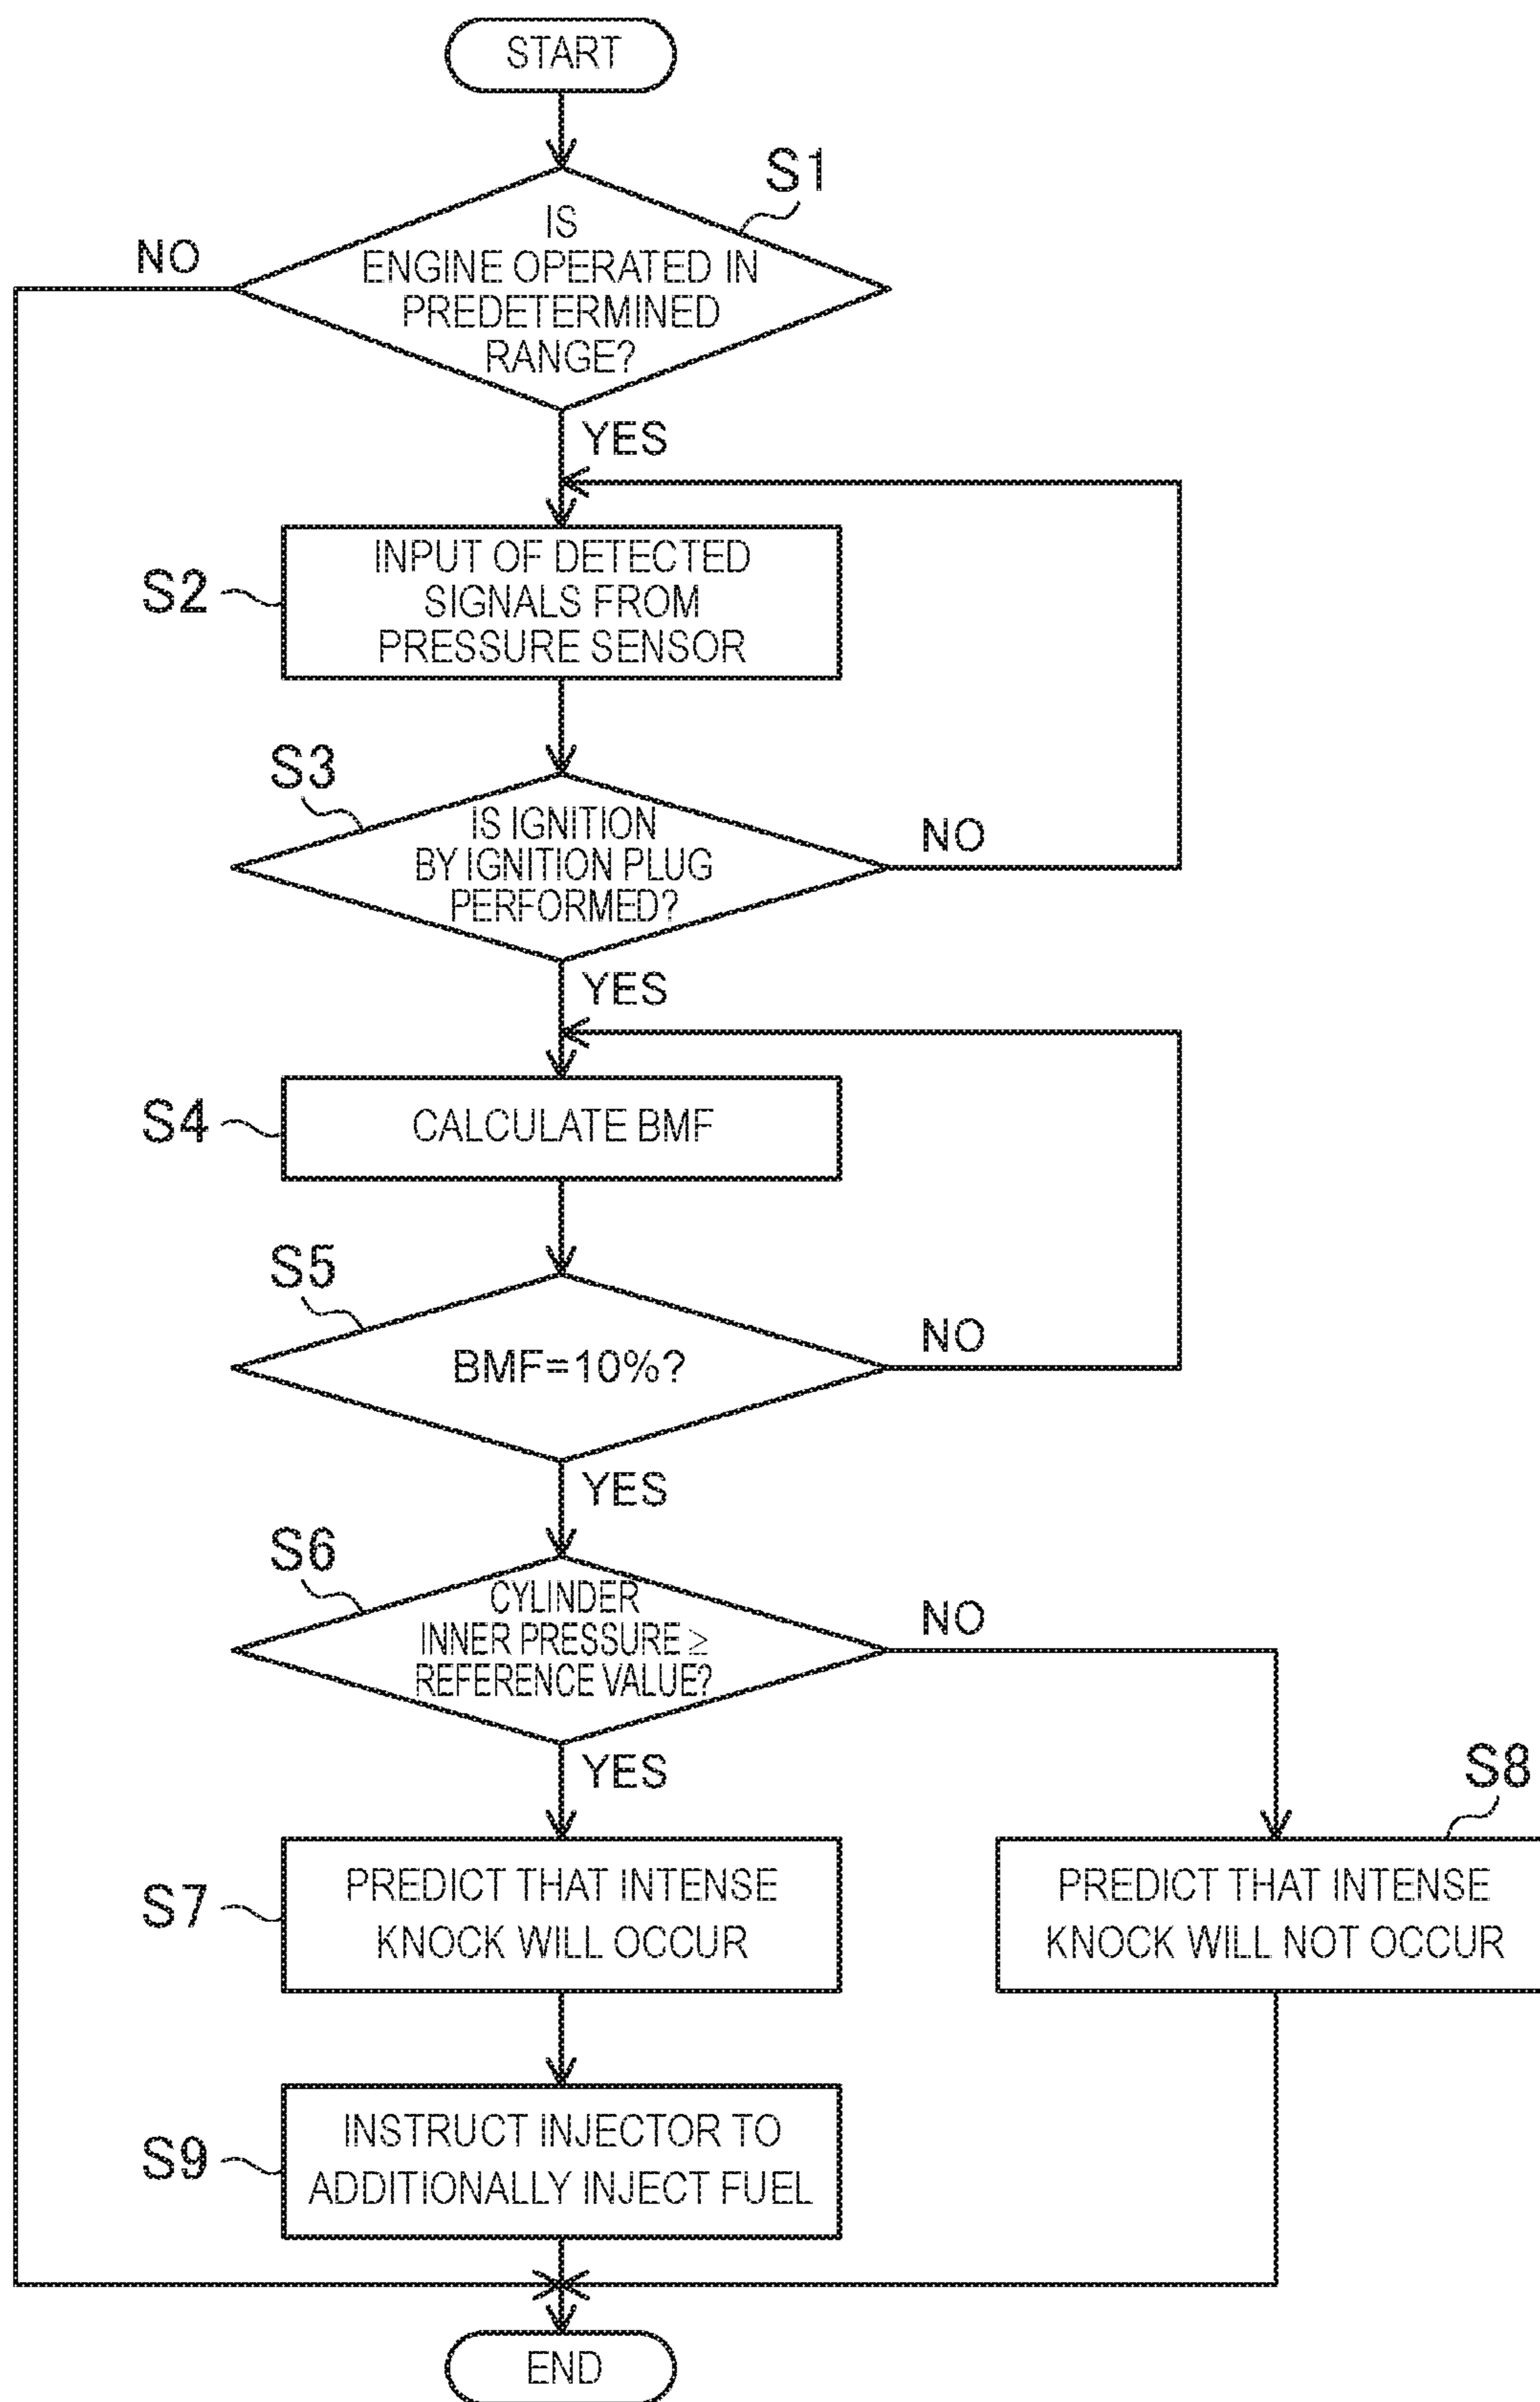 START
S1
IS
ENGINE OPERATED IN
PREDETERMINED
RANGE?
NO
YES
S2
INPUT OF DETECTED
SIGNALS FROM
PRESSURE SENSOR
S3
IS IGNITION
BY IGNITION PLUG
PERFORMED?
NO
YES
S4
CALCULATE BMF
S5
BMF=10%?
NO
YES
S6
CYLINDER
INNER PRESSURE ≥
REFERENCE VALUE?
NO
YES
S7
PREDICT THAT INTENSE
KNOCK WILL OCCUR
S8
PREDICT THAT INTENSE
KNOCK WILL NOT OCCUR
S9
INSTRUCT INJECTOR TO
ADDITIONALLY INJECT FUEL
END